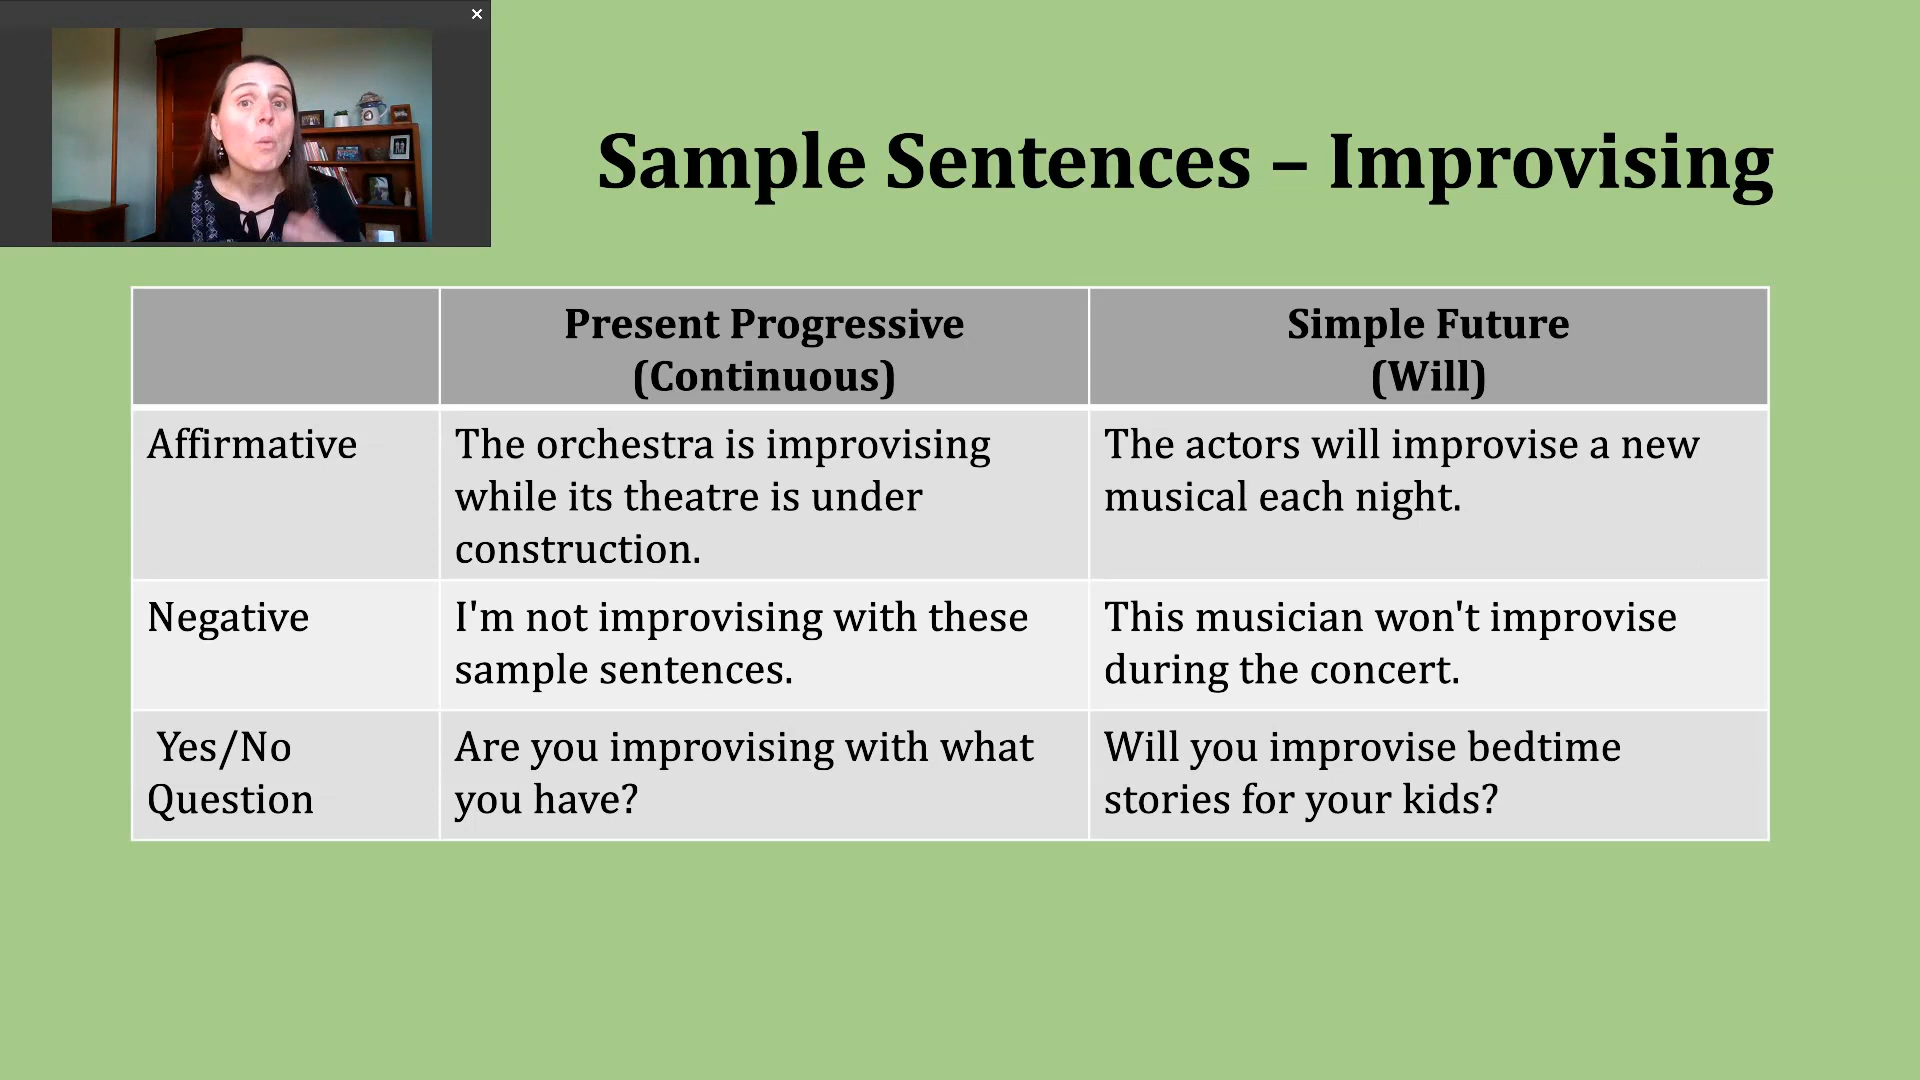 Sample Sentences – Improvising
Present Progressive
(Continuous)
Simple Future
(Will)
Affirmative
The orchestra is improvising
while its theatre is under
construction.
The actors will improvise a new
musical each night.
Negative
I'm not improvising with these
sample sentences.
This musician won't improvise
during the concert.
Yes/No
Question
Are you improvising with what
you have?
Will you improvise bedtime
stories for your kids?